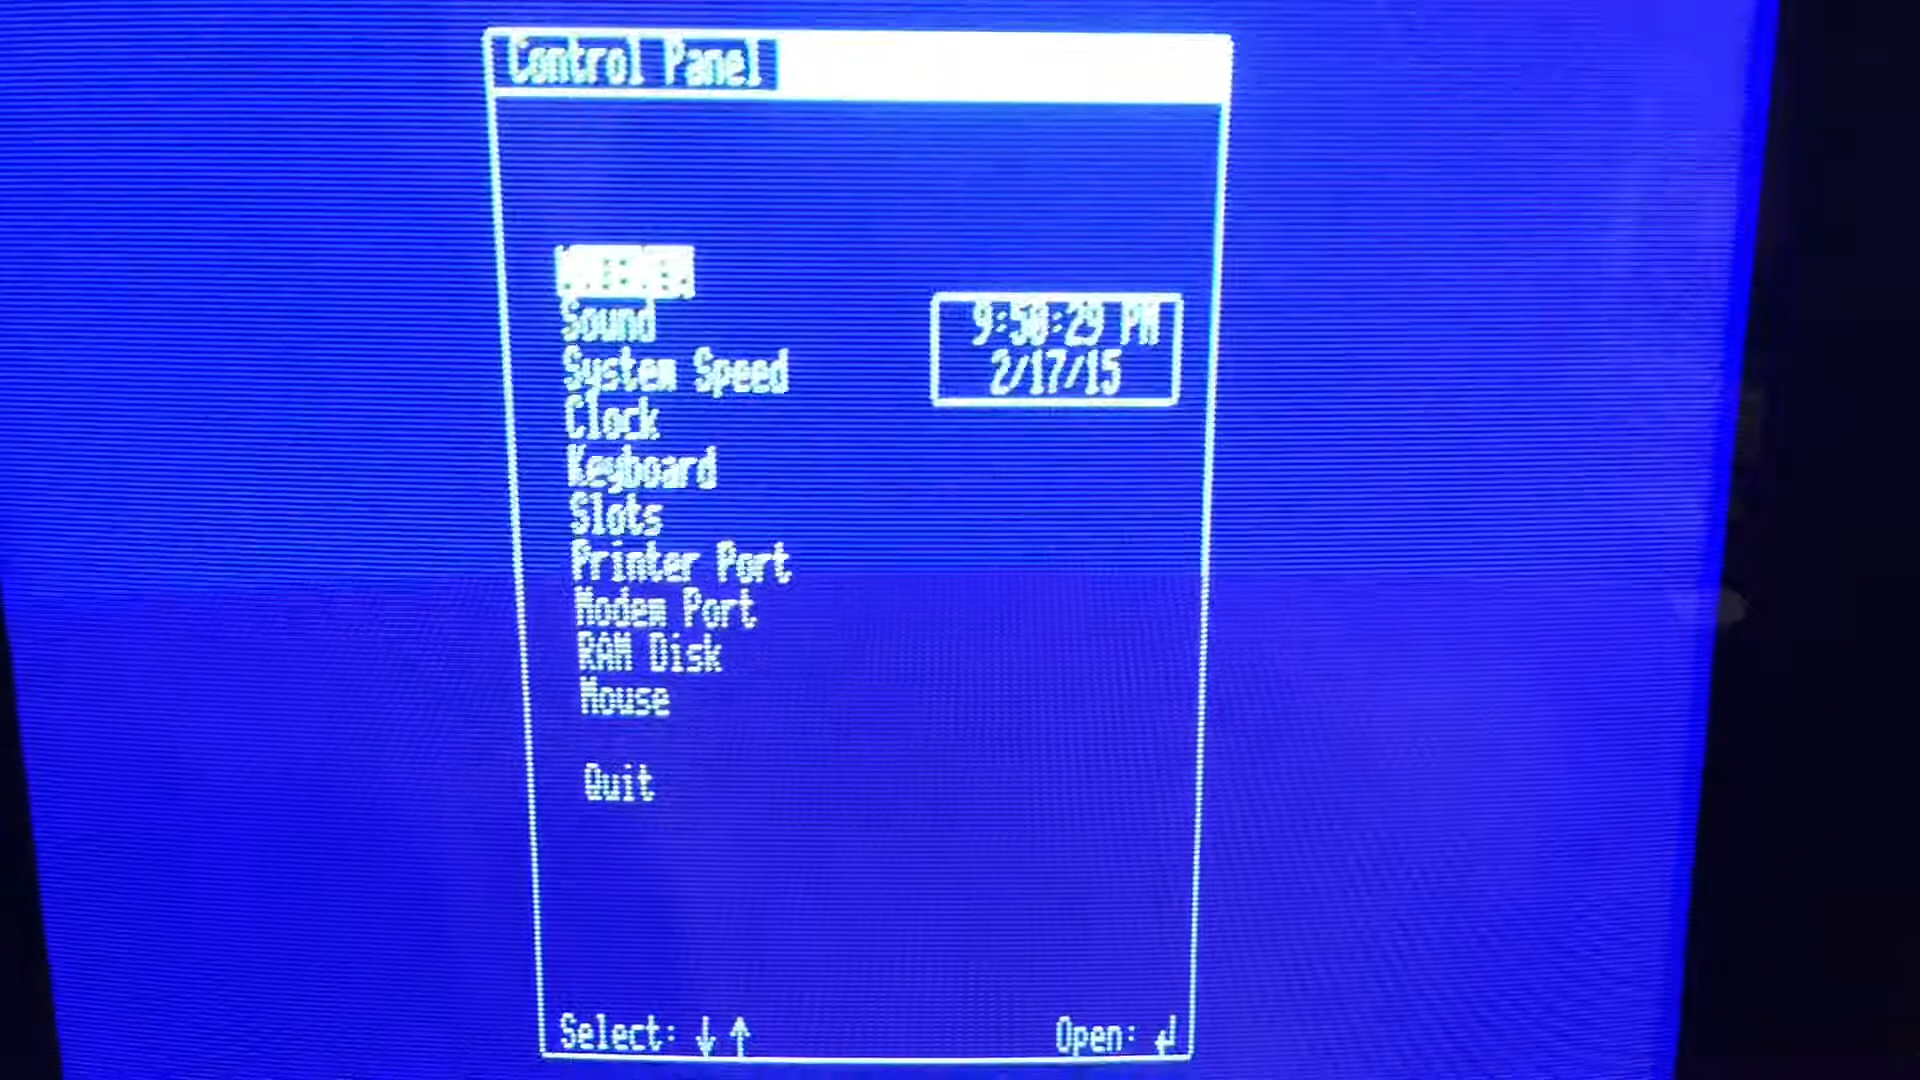 Control Panel
Sound
9:50:29 PM
System Speed
2/17/15
Clock
Keyboard
Slots
Printer Port
Modem Port
RAM Disk
Mouse
Quit
Select: ↓ ↑
Open: ↵